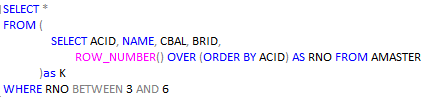 SELECT *
FROM (
SELECT ACID, NAME, CBAL, BRID,
ROW_NUMBER() OVER (ORDER BY ACID) AS RNO FROM AMASTER
)as K
WHERE RNO BETWEEN 3 AND 6